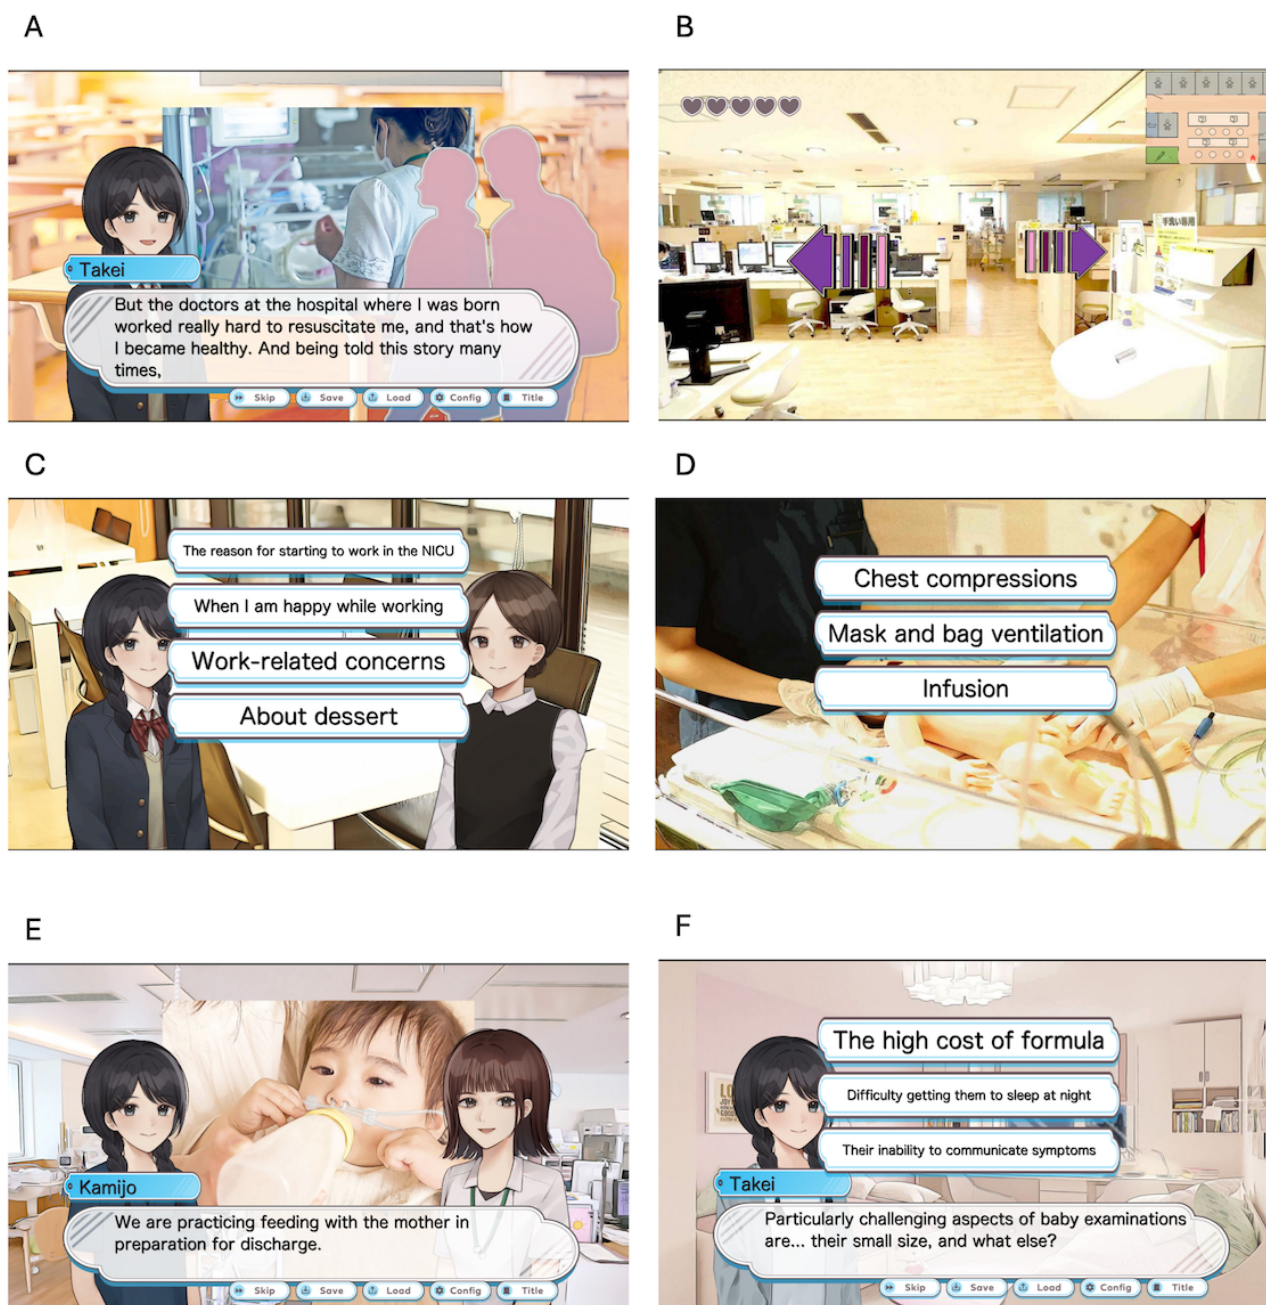 A
B
Takei
But the doctors at the hospital where I was born
worked really hard to resuscitate me, and that's how
I became healthy. And being told this story many
times,
Skip Save Load Config Title
手洗い専用
C
D
The reason for starting to work in the NICU
When I am happy while working
Work-related concerns
About dessert
Chest compressions
Mask and bag ventilation
Infusion
E
F
Kamijo
We are practicing feeding with the mother in
preparation for discharge.
Skip Save Load Config Title
The high cost of formula
Difficulty getting them to sleep at night
Their inability to communicate symptoms
Takei
Particularly challenging aspects of baby examinations
are... their small size, and what else?
Skip Save Load Config Title